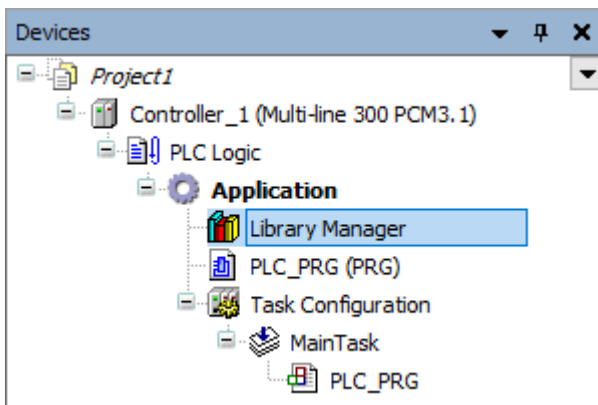 Devices
Project1
Controller_1 (Multi-line 300 PCM3.1)
PLC Logic
Application
Library Manager
PLC_PRG (PRG)
Task Configuration
MainTask
PLC_PRG